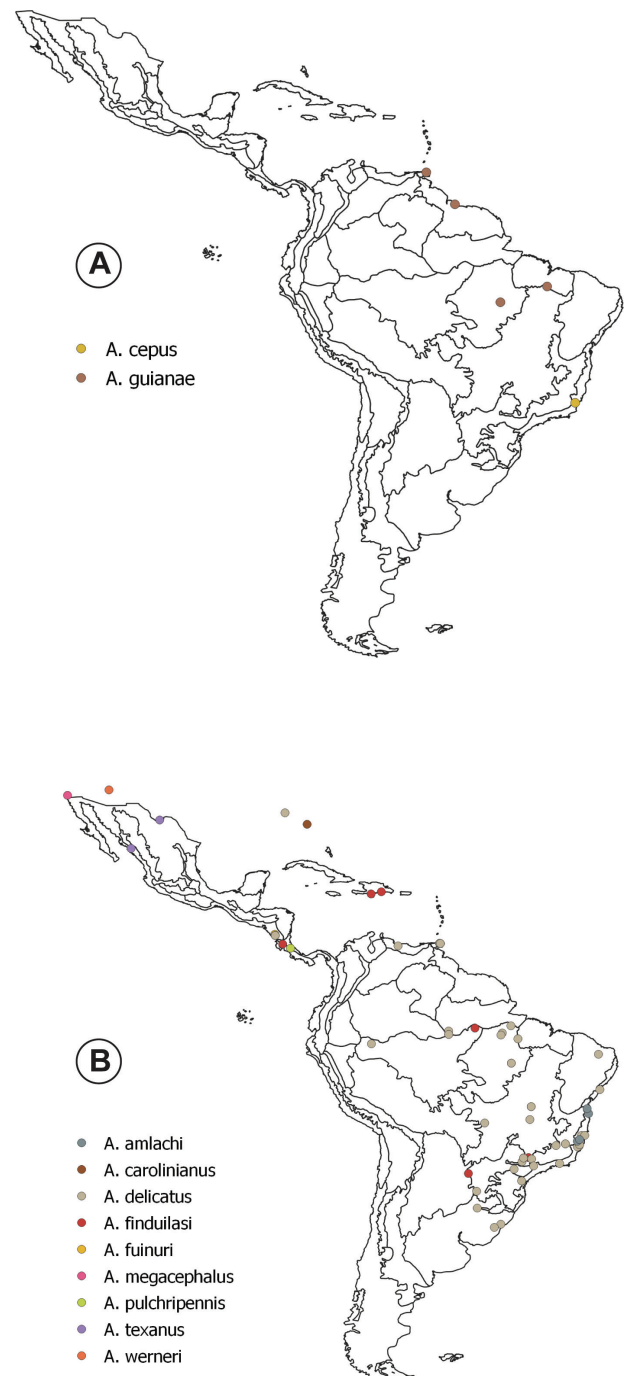 A
A. cepus
A. guianae
B
A. amlachi
A. carolinianus
A. delicatus
A. finduilasi
A. fuinuri
A. megacephalus
A. pulchripennis
A. texanus
A. werneri